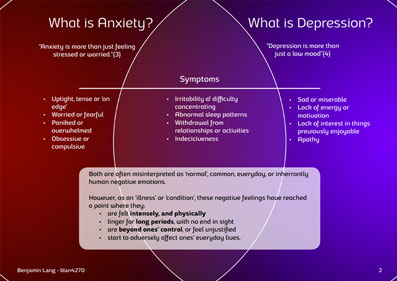 What is Anxiety?
What is Depression?
"Anxiety is more than just feeling
stressed or worried."(3)
"Depression is more than
just a low mood"(4)
Symptoms
• Uptight, tense or 'on
edge'
• Worried or fearful
• Paniked or
overwhelmed
• Obsessive or
compulsive
• Irritability & difficulty
concentrating
• Abnormal sleep patterns
• Withdrawal from
relationships or activities
• Indeciciveness
• Sad or miserable
• Lack of energy or
motivation
• Lack of interest in things
previously enjoyable
• Apathy
Both are often misinterpreted as 'normal', common, everyday, or inherrantly
human negative emotions.
However, as an 'illness' or 'condition', these negative feelings have reached
a point where they:
• are felt intensely, and physically
• linger for long periods, with no end in sight
• are beyond ones' control, or feel unjustified
• start to adversely affect ones' everyday lives.
Benjamin Lang - blan4270
2